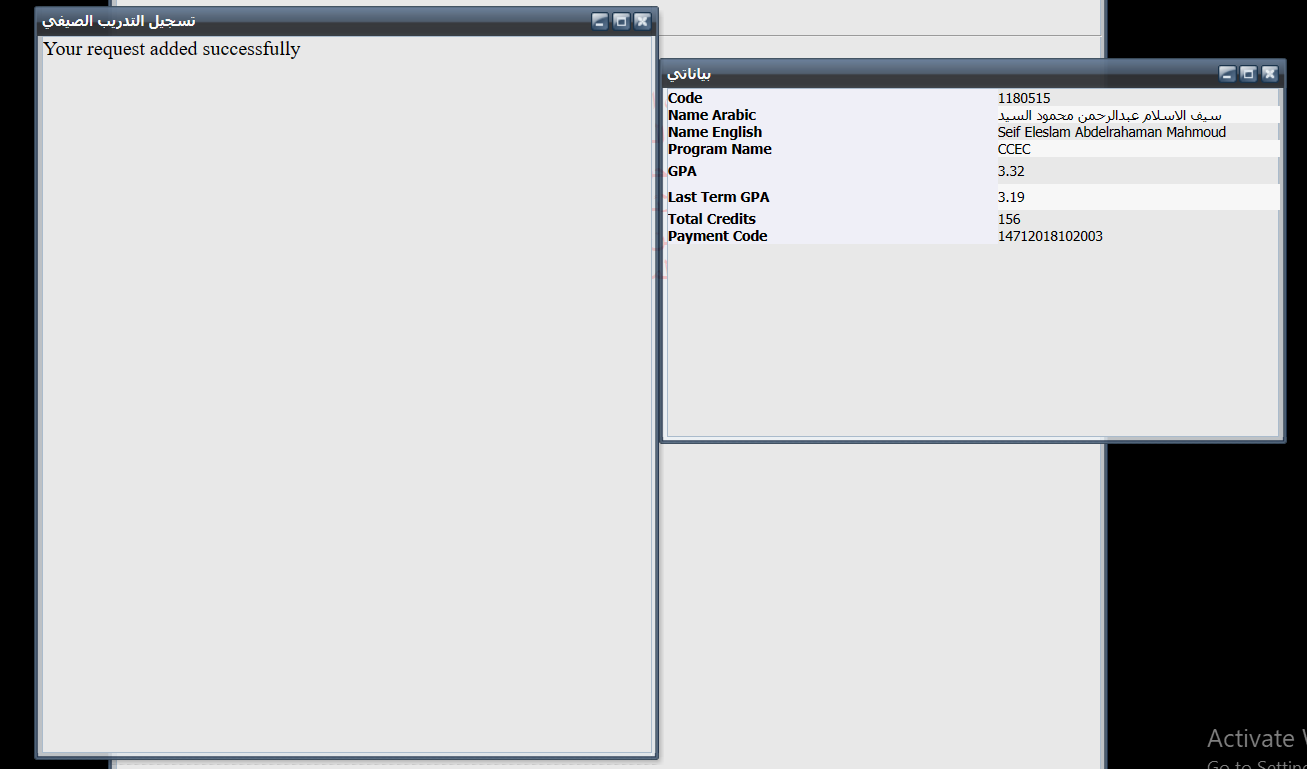 تسجيل التدريب الصيفي
Your request added successfully
بياناتي
Code 1180515
Name Arabic سيف الاسلام عبدالرحمن محمود السيد
Name English Seif Eleslam Abdelrahaman Mahmoud
Program Name CCEC
GPA 3.32
Last Term GPA 3.19
Total Credits 156
Payment Code 14712018102003
Activate
Go to